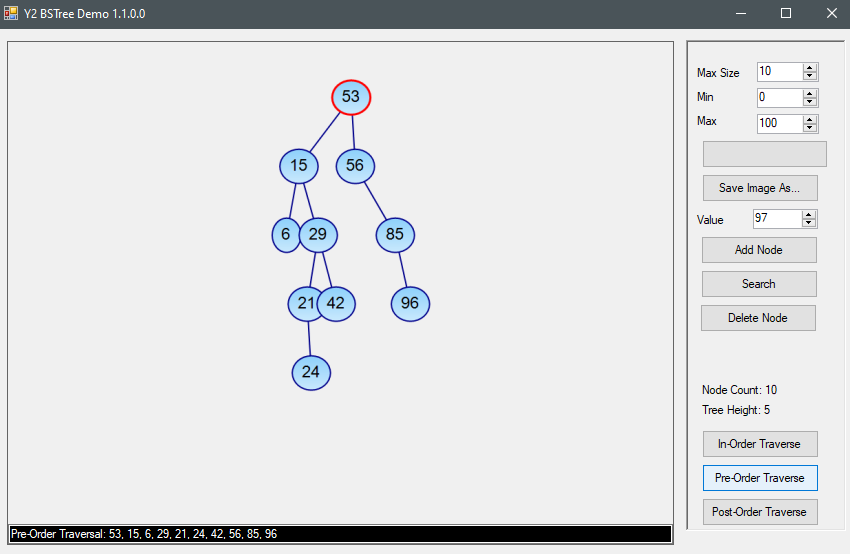 Y2 BSTree Demo 1.1.0.0
53
15 56
6 29 85
21 42 96
24
Max Size 10
Min 0
Max 100
Save Image As...
Value 97
Add Node
Search
Delete Node
Node Count: 10
Tree Height: 5
In-Order Traverse
Pre-Order Traverse
Post-Order Traverse
Pre-Order Traversal: 53, 15, 6, 29, 21, 24, 42, 56, 85, 96